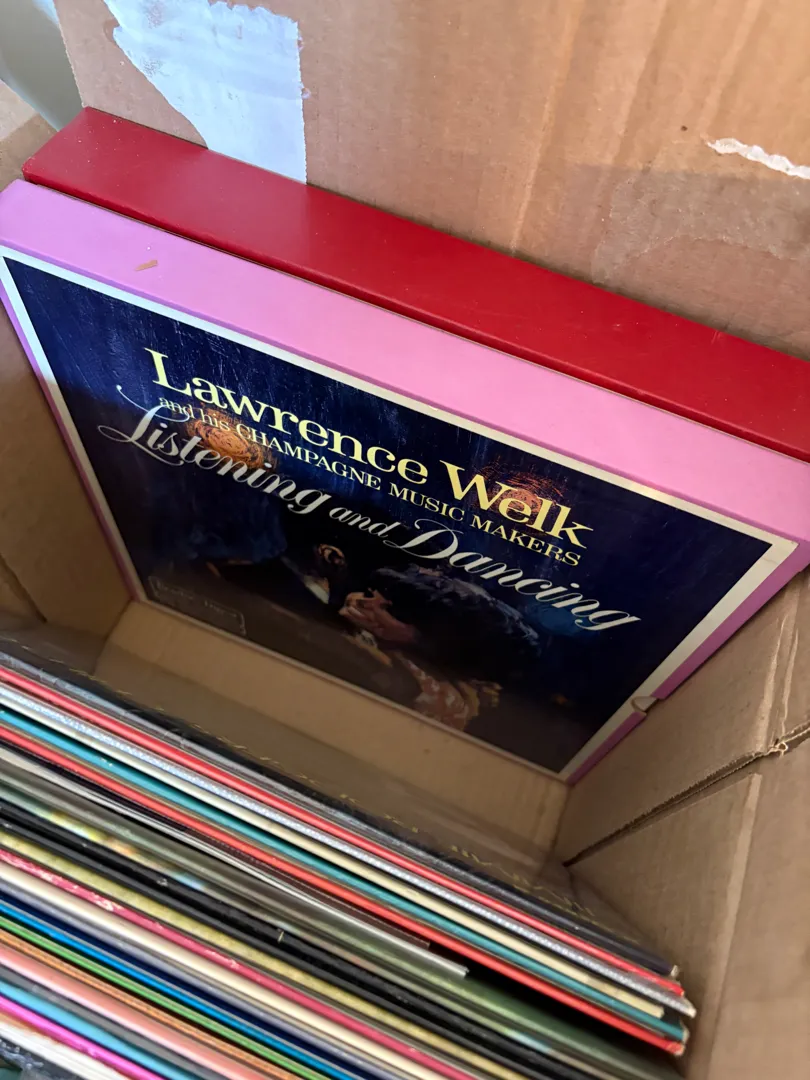 Lawrence Welk
and his CHAMPAGNE MUSIC MAKERS
Listening and Dancing